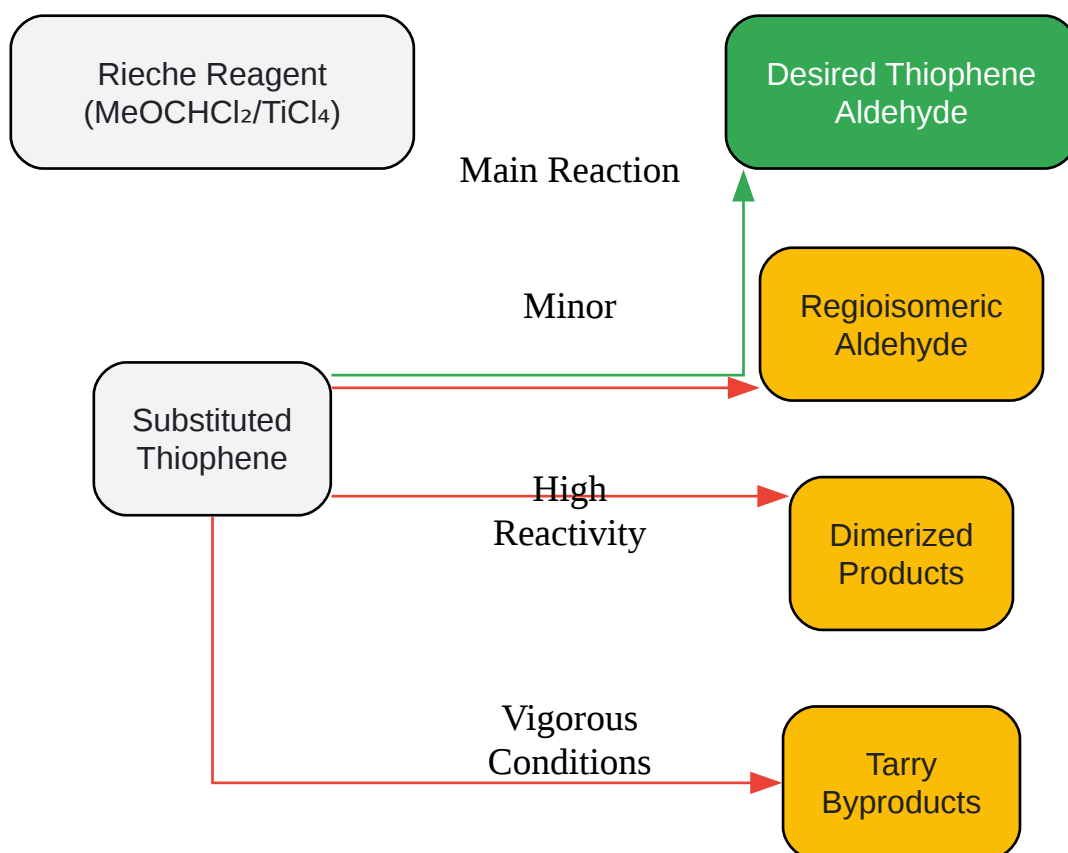 Rieche Reagent
(MeOCHCl₂/TiCl₄)
Desired Thiophene
Aldehyde
Main Reaction
Minor
Regioisomeric
Aldehyde
Substituted
Thiophene
High
Reactivity
Dimerized
Products
Vigorous
Conditions
Tarry
Byproducts